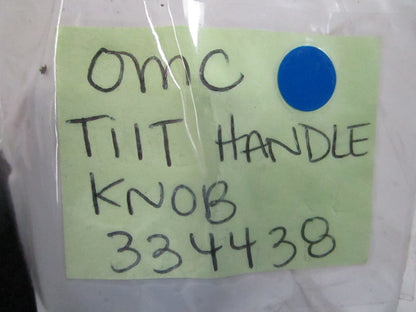 OMC
TIIT HANDLE
KNOB
334438